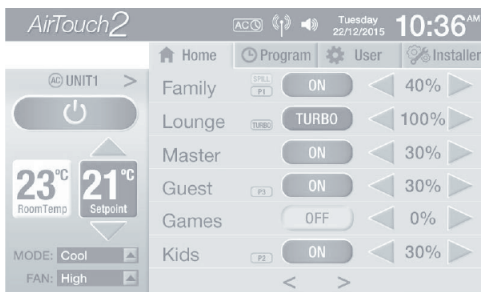 AirTouch2
AC
Tuesday
22/12/2015
10:36 AM
Home
Program
User
Installer
AC UNIT1 >
23°C
RoomTemp
21°C
Setpoint
MODE: Cool
FAN: High
Family SPILL P1 ON 40%
Lounge TURBO TURBO 100%
Master ON 30%
Guest P3 ON 30%
Games OFF 0%
Kids P2 ON 30%
< >